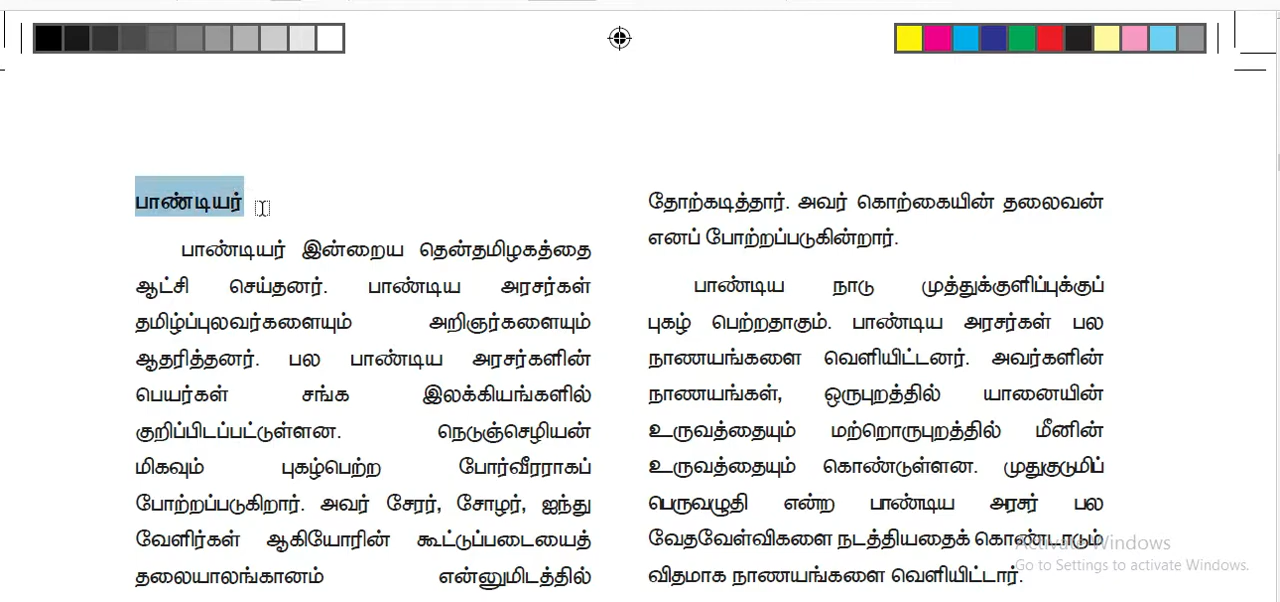 பாண்டியர்
பாண்டியர் இன்றைய தென்தமிழகத்தை
ஆட்சி செய்தனர். பாண்டிய அரசர்கள்
தமிழ்ப்புலவர்களையும் அறிஞர்களையும்
ஆதரித்தனர். பல பாண்டிய அரசர்களின்
பெயர்கள் சங்க இலக்கியங்களில்
குறிப்பிடப்பட்டுள்ளன. நெடுஞ்செழியன்
மிகவும் புகழ்பெற்ற போர்வீரராகப்
போற்றப்படுகிறார். அவர் சேரர், சோழர், ஐந்து
வேளிர்கள் ஆகியோரின் கூட்டுப்படையைத்
தலையாலங்கானம் என்னுமிடத்தில்
தோற்கடித்தார். அவர் கொற்கையின் தலைவன்
எனப் போற்றப்படுகின்றார்.
பாண்டிய நாடு முத்துக்குளிப்புக்குப்
புகழ் பெற்றதாகும். பாண்டிய அரசர்கள் பல
நாணயங்களை வெளியிட்டனர். அவர்களின்
நாணயங்கள், ஒருபுறத்தில் யானையின்
உருவத்தையும் மற்றொருபுறத்தில் மீனின்
உருவத்தையும் கொண்டுள்ளன. முதுகுடுமிப்
பெருவழுதி என்ற பாண்டிய அரசர் பல
வேதவேள்விகளை நடத்தியதைக் கொண்டாடும்
விதமாக நாணயங்களை வெளியிட்டார்.
Activate Windows
Go to Settings to activate Windows.